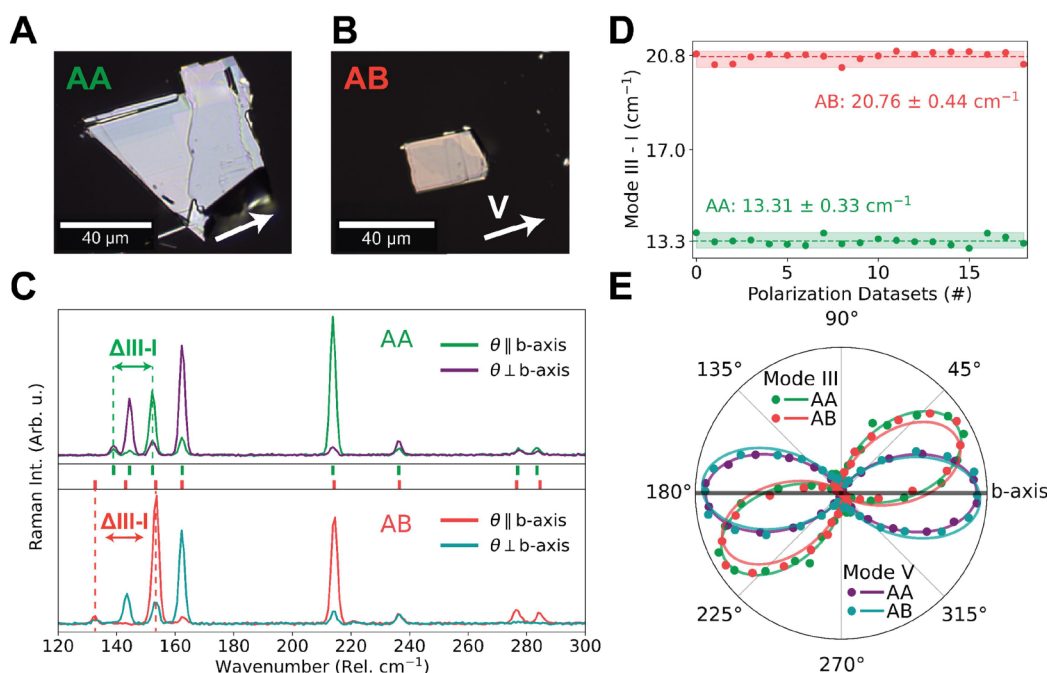 A
AA
40 μm
B
AB
V
40 μm
C
Raman Int. (Arb. u.)
ΔIII-I
AA
θ ∥ b-axis
θ ⊥ b-axis
ΔIII-I
AB
θ ∥ b-axis
θ ⊥ b-axis
120 140 160 180 200 220 240 260 280 300
Wavenumber (Rel. cm⁻¹)
D
Mode III - I (cm⁻¹)
20.8
17.0
13.3
AB: 20.76 ± 0.44 cm⁻¹
AA: 13.31 ± 0.33 cm⁻¹
0 5 10 15
Polarization Datasets (#)
E
90°
135°
45°
Mode III
AA
AB
180°
b-axis
Mode V
AA
AB
225°
315°
270°